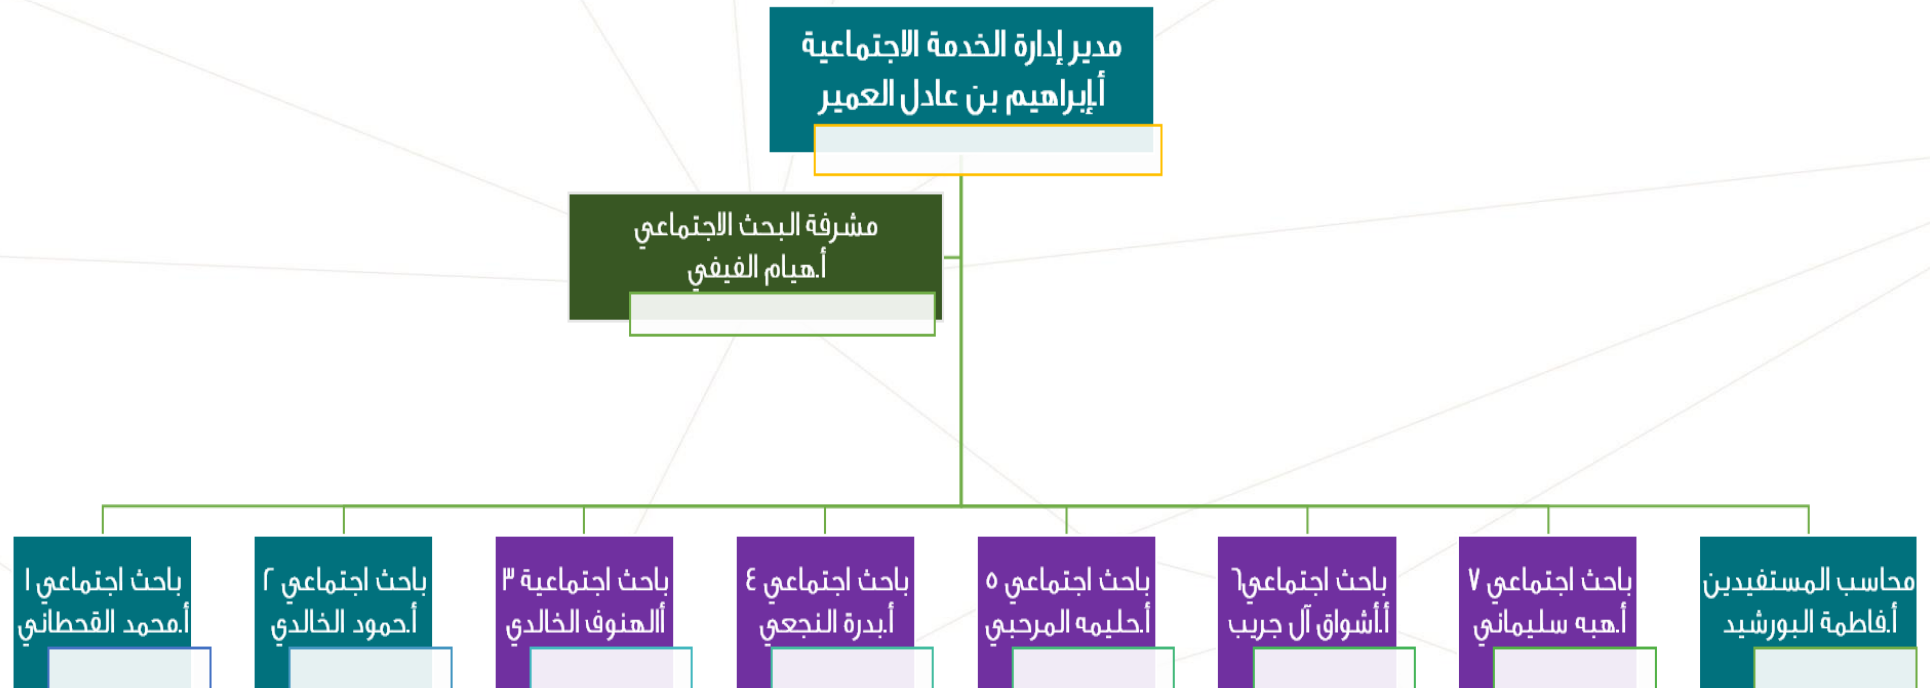 مدير إدارة الخدمة الاجتماعية
أ.إبراهيم بن عادل العمير
مشرفة البحث الاجتماعي
أ.هيام الفيفي
محاسب المستفيدين
أ.فاطمة البورشيد
باحث اجتماعي ٧
أ.هبه سليماني
باحث اجتماعي٦
أ.أشواق آل جريب
باحث اجتماعي ٥
أ.حليمه المرحبي
باحث اجتماعي ٤
أ.بدرة النجعي
باحث اجتماعية ٣
أ.الهنوف الخالدي
باحث اجتماعي ٢
أ.حمود الخالدي
باحث اجتماعي ١
أ.محمد القحطاني